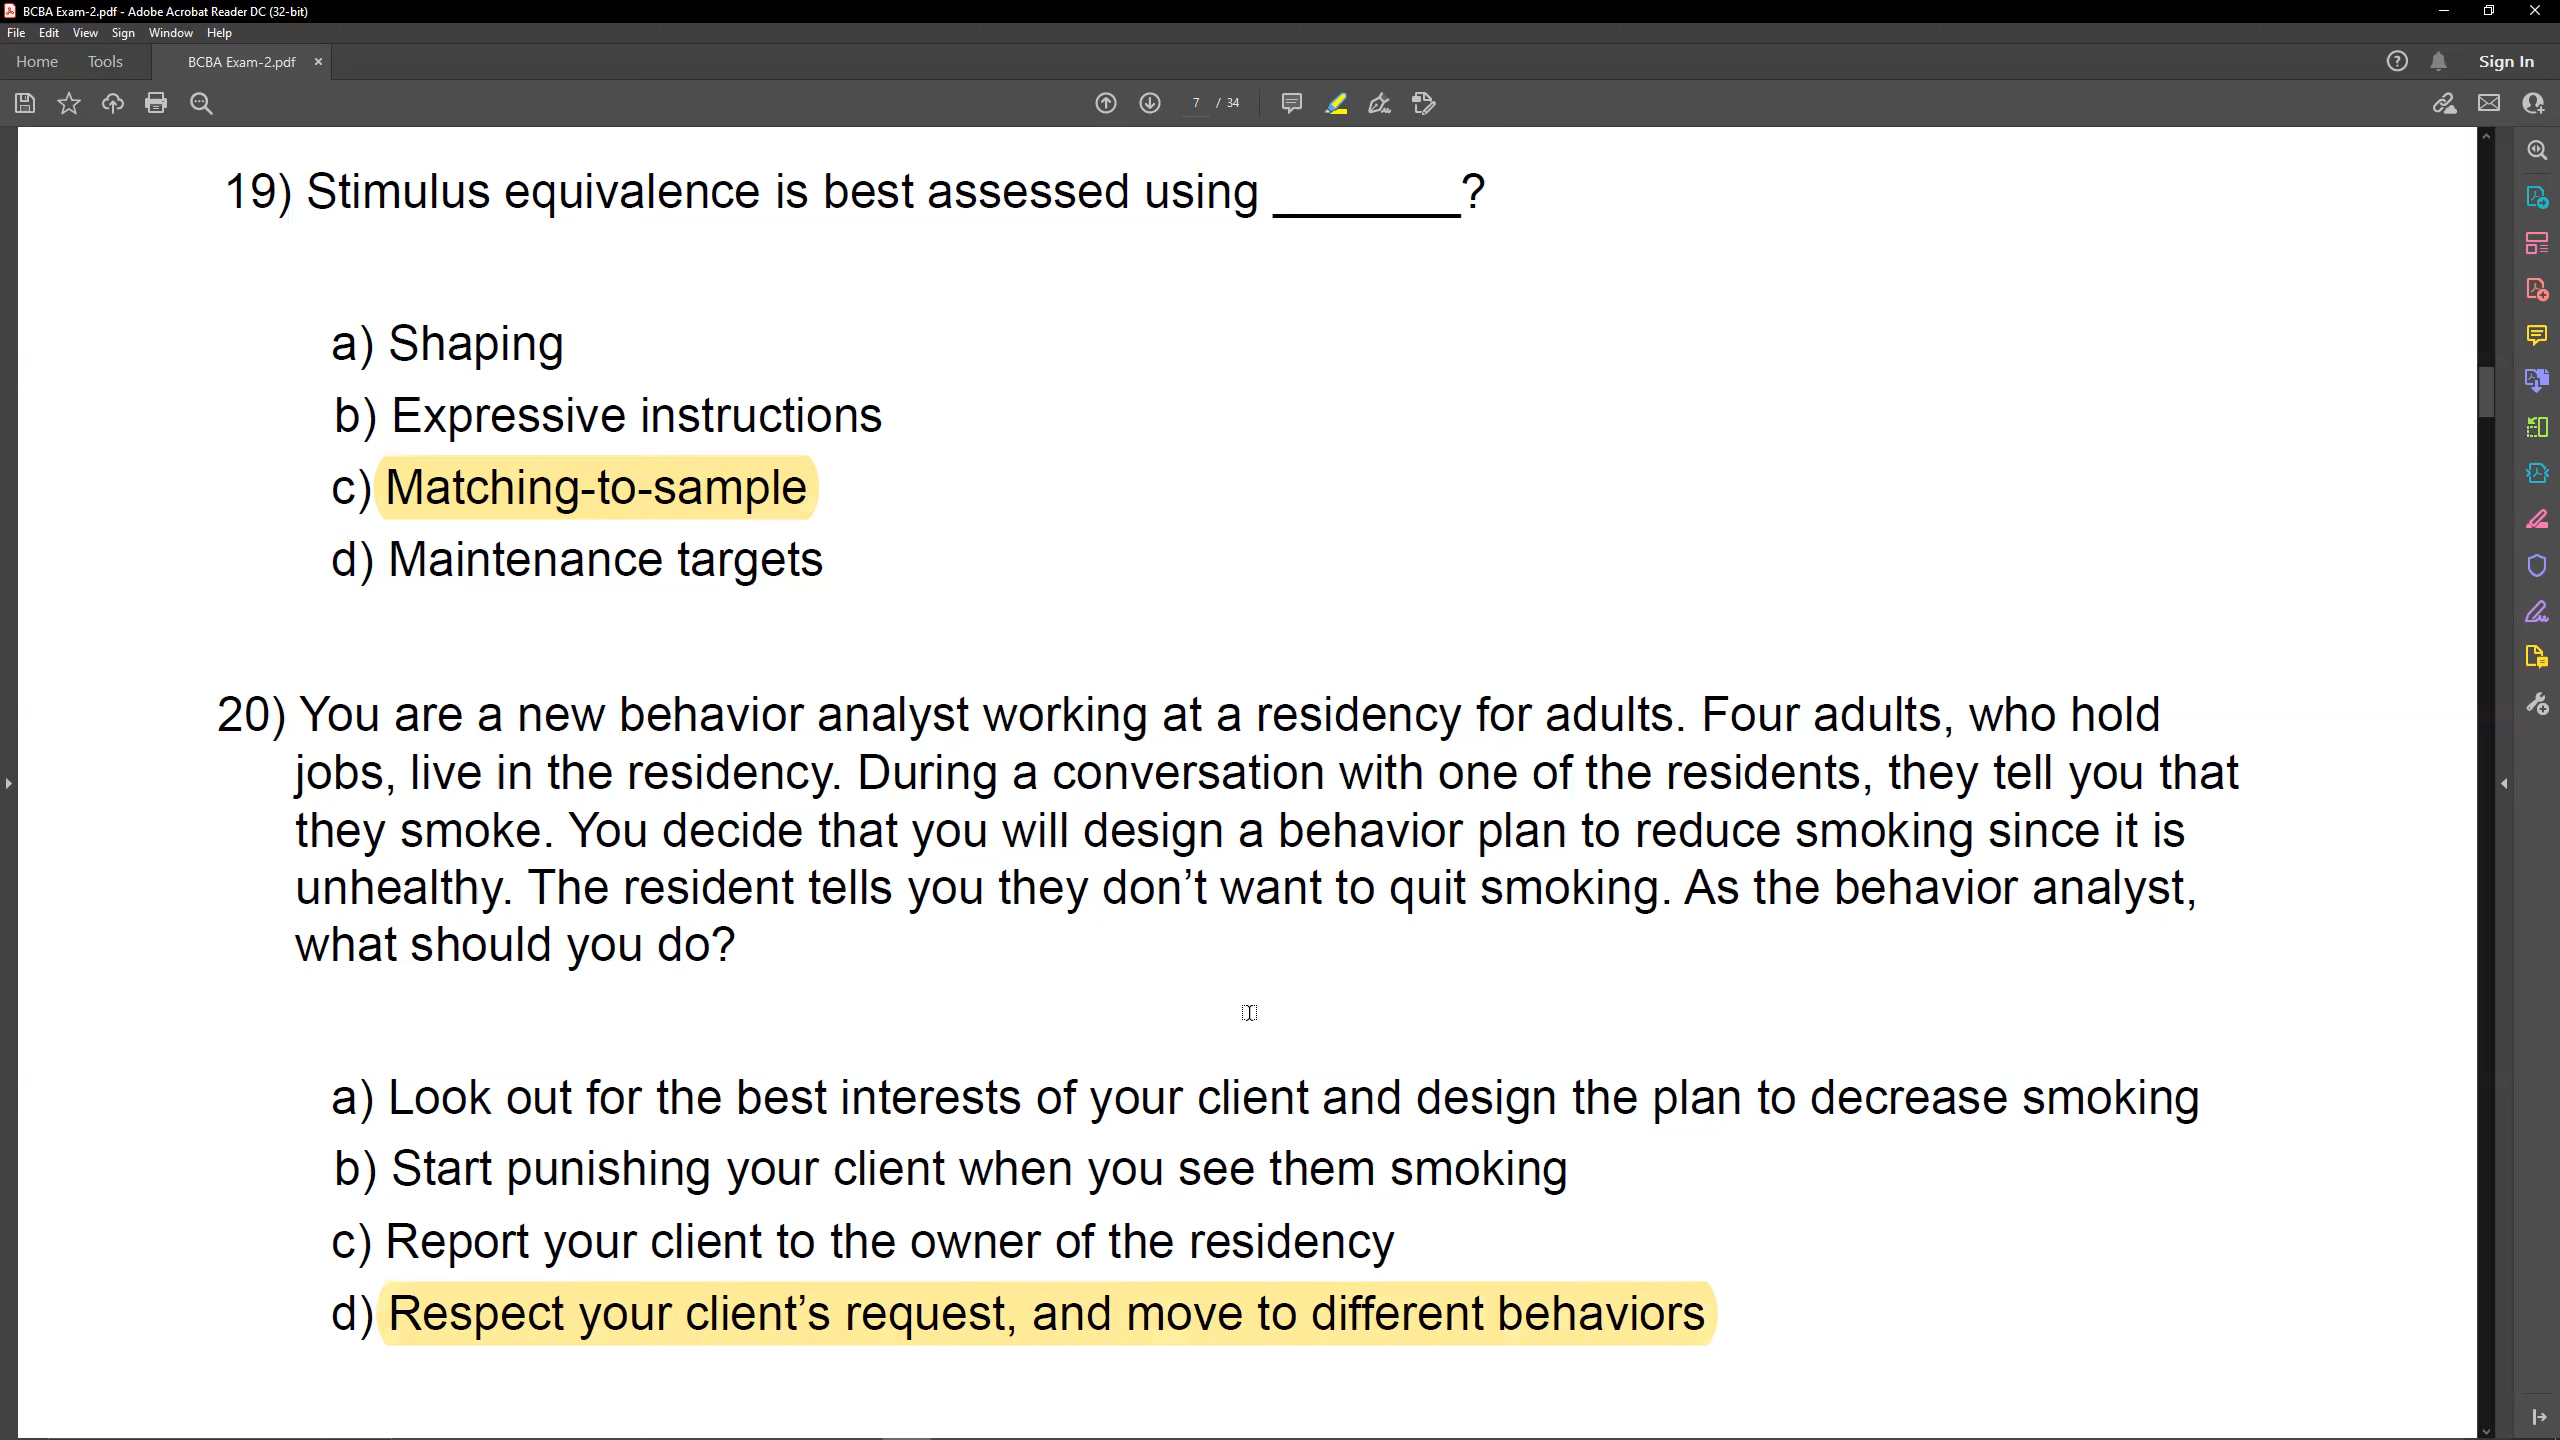 BCBA Exam-2.pdf - Adobe Acrobat Reader DC (32-bit)
File Edit View Sign Window Help
Home Tools BCBA Exam-2.pdf × Sign In
7 / 34
19) Stimulus equivalence is best assessed using _______?
a) Shaping
b) Expressive instructions
c) Matching-to-sample
d) Maintenance targets
20) You are a new behavior analyst working at a residency for adults. Four adults, who hold
jobs, live in the residency. During a conversation with one of the residents, they tell you that
they smoke. You decide that you will design a behavior plan to reduce smoking since it is
unhealthy. The resident tells you they don’t want to quit smoking. As the behavior analyst,
what should you do?
a) Look out for the best interests of your client and design the plan to decrease smoking
b) Start punishing your client when you see them smoking
c) Report your client to the owner of the residency
d) Respect your client’s request, and move to different behaviors